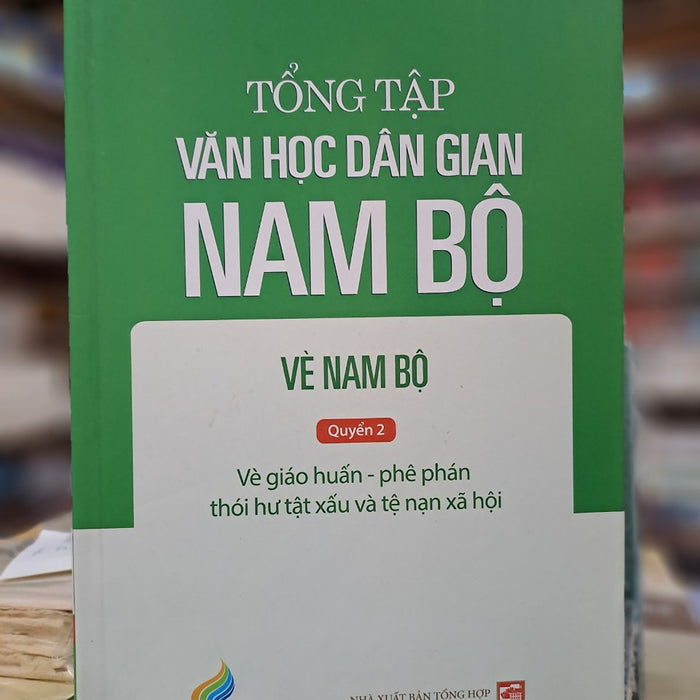 TỔNG TẬP
VĂN HỌC DÂN GIAN
NAM BỘ
VÈ NAM BỘ
Quyển 2
Vè giáo huấn - phê phán
thói hư tật xấu và tệ nạn xã hội
NHÀ XUẤT BẢN TỔNG HỢP